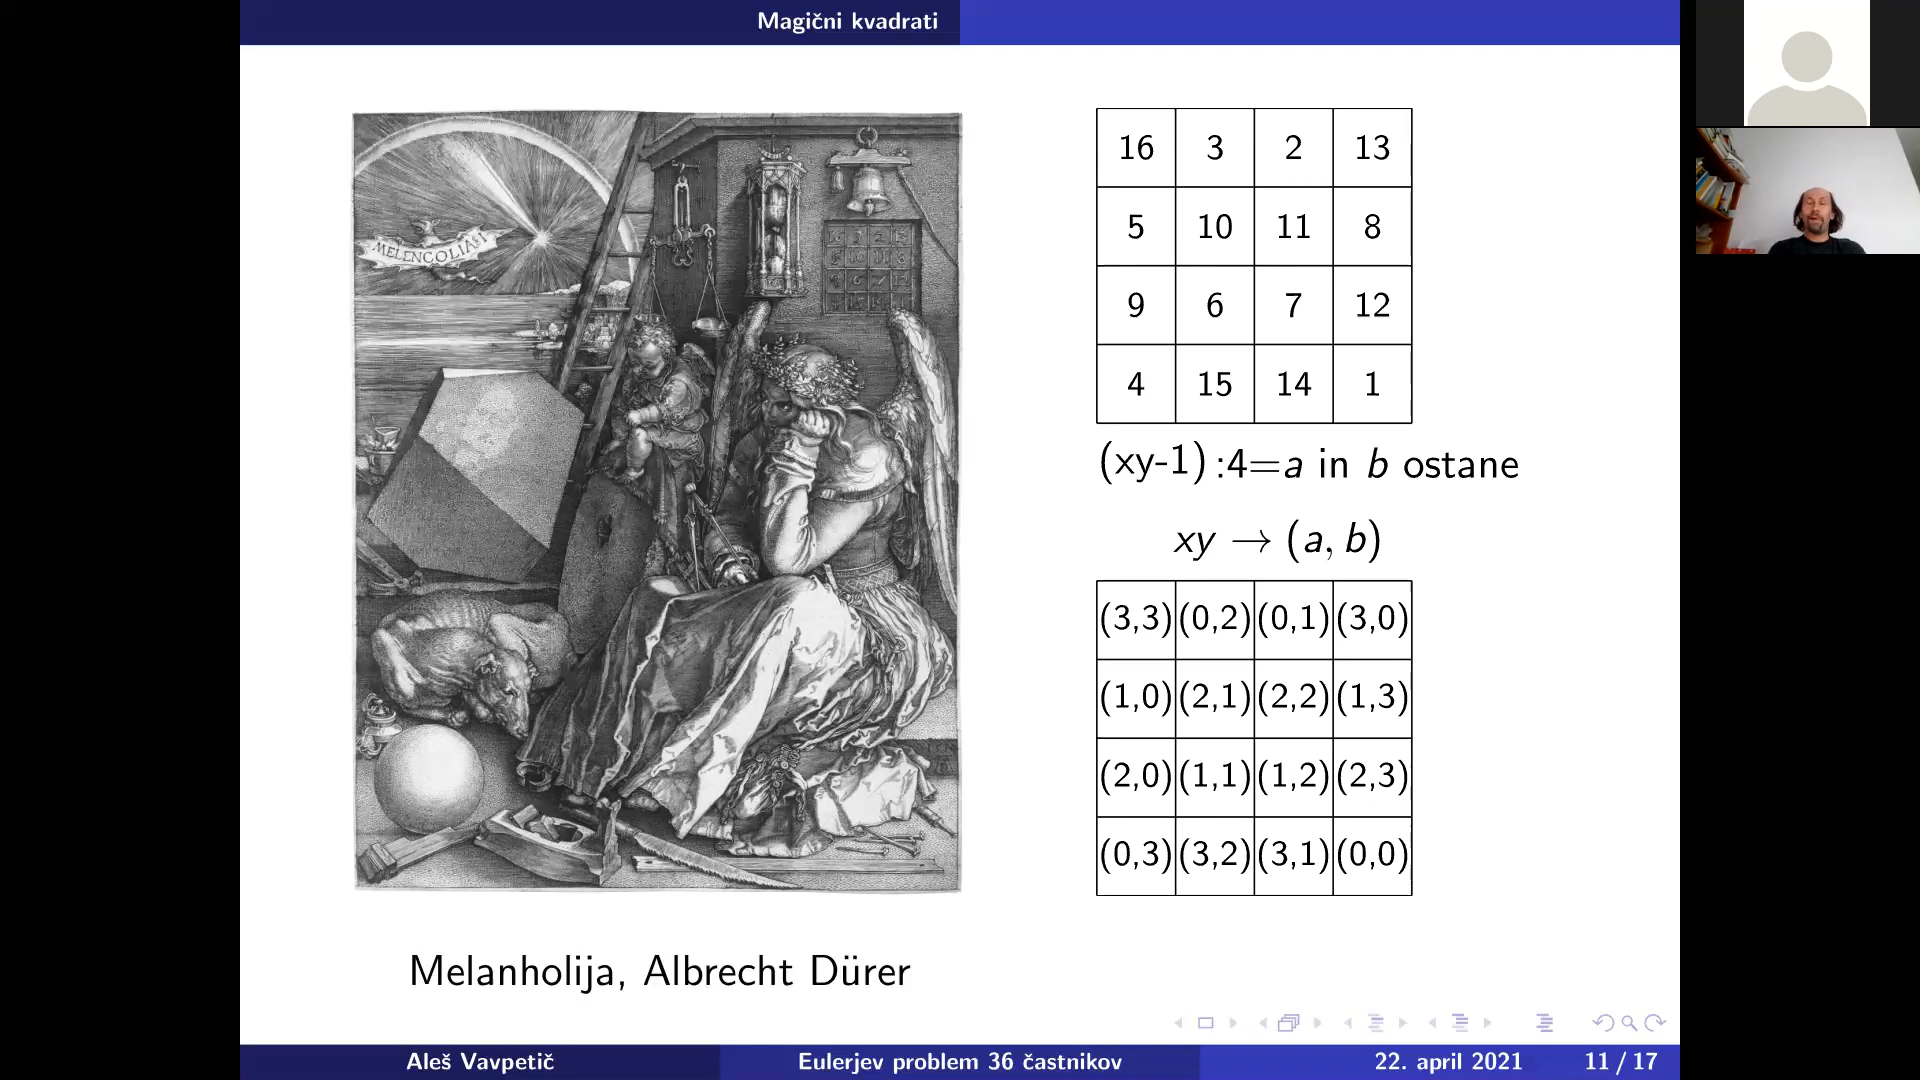 Magični kvadrati
MELENCOLIA§I
16 3 2 13
5 10 11 8
9 6 7 12
4 15 14 1
(xy-1) :4=a in b ostane
xy → (a, b)
(3,3) (0,2) (0,1) (3,0)
(1,0) (2,1) (2,2) (1,3)
(2,0) (1,1) (1,2) (2,3)
(0,3) (3,2) (3,1) (0,0)
Melanholija, Albrecht Dürer
Aleš Vavpetič Eulerjev problem 36 častnikov 22. april 2021 11 / 17